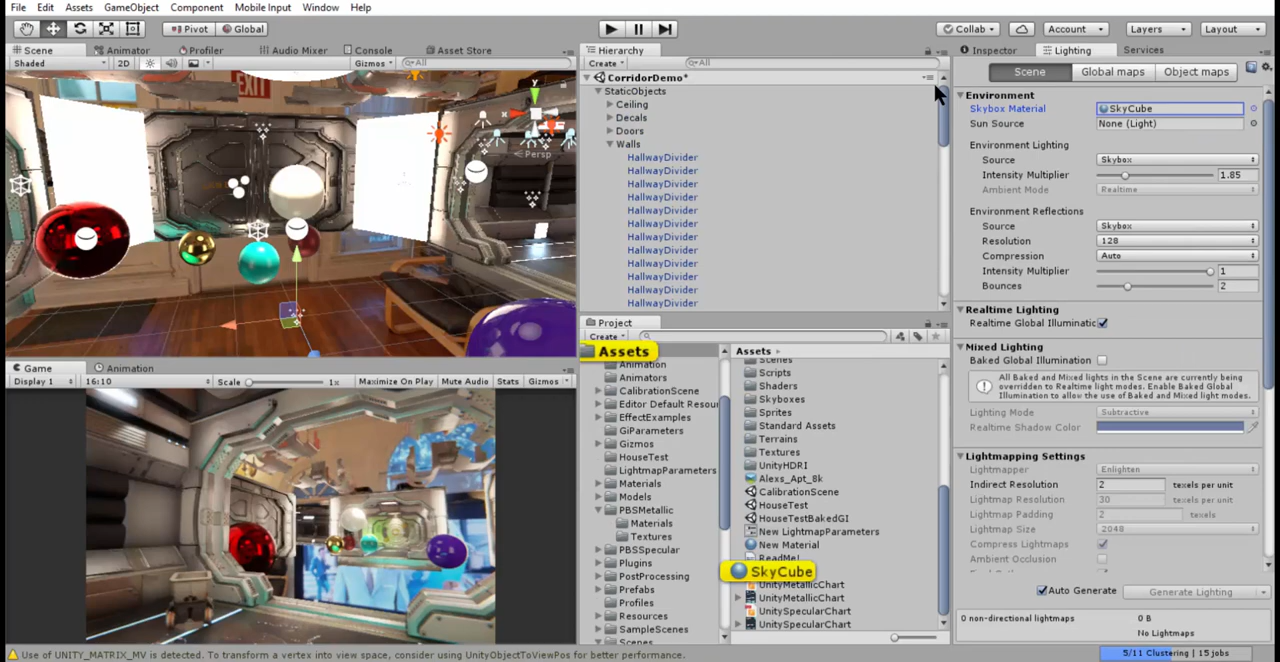 File Edit Assets GameObject Component Mobile Input Window Help
Pivot Global Collab Account Layers Layout
Scene Animator Profiler Audio Mixer Console Asset Store
Shaded 2D Gizmos All
EXIT
Persp
Game Animation
Display 1 16:10 Scale 1x Maximize On Play Mute Audio Stats Gizmos
Hierarchy
Create All
CorridorDemo*
StaticObjects
Ceiling
Decals
Doors
Walls
HallwayDivider
HallwayDivider
HallwayDivider
HallwayDivider
HallwayDivider
HallwayDivider
HallwayDivider
HallwayDivider
HallwayDivider
HallwayDivider
HallwayDivider
HallwayDivider
Project
Create
Assets
Animation
Animators
CalibrationScene
Editor Default Resour
EffectExamples
GiParameters
Gizmos
HouseTest
LightmapParameters
Materials
Models
PBSMetallic
Materials
Textures
PBSSpecular
Plugins
PostProcessing
Prefabs
Profiles
Resources
SampleScenes
Scenes
Assets
Scenes
Scripts
Shaders
Skyboxes
Sprites
Standard Assets
Terrains
Textures
UnityHDRI
Alexs_Apt_8k
CalibrationScene
HouseTest
HouseTestBakedGI
New LightmapParameters
New Material
ReadMe!
SkyCube
UnityMetallicChart
UnityMetallicChart
UnitySpecularChart
UnitySpecularChart
Inspector Lighting Services
Scene Global maps Object maps
Environment
Skybox Material SkyCube
Sun Source None (Light)
Environment Lighting
Source Skybox
Intensity Multiplier 1.85
Ambient Mode Realtime
Environment Reflections
Source Skybox
Resolution 128
Compression Auto
Intensity Multiplier 1
Bounces 2
Realtime Lighting
Realtime Global Illuminatic
Mixed Lighting
Baked Global Illumination
All Baked and Mixed lights in the Scene are currently being
overridden to Realtime light modes. Enable Baked Global
Illumination to allow the use of Baked and Mixed light modes.
Lighting Mode Subtractive
Realtime Shadow Color
Lightmapping Settings
Lightmapper Enlighten
Indirect Resolution 2 texels per unit
Lightmap Resolution 30 texels per unit
Lightmap Padding 2 texels
Lightmap Size 2048
Compress Lightmaps
Ambient Occlusion
Auto Generate Generate Lighting
0 non-directional lightmaps 0 B
No Lightmaps
Use of UNITY_MATRIX_MV is detected. To transform a vertex into view space, consider using UnityObjectToViewPos for better performance.
5/11 Clustering | 15 jobs